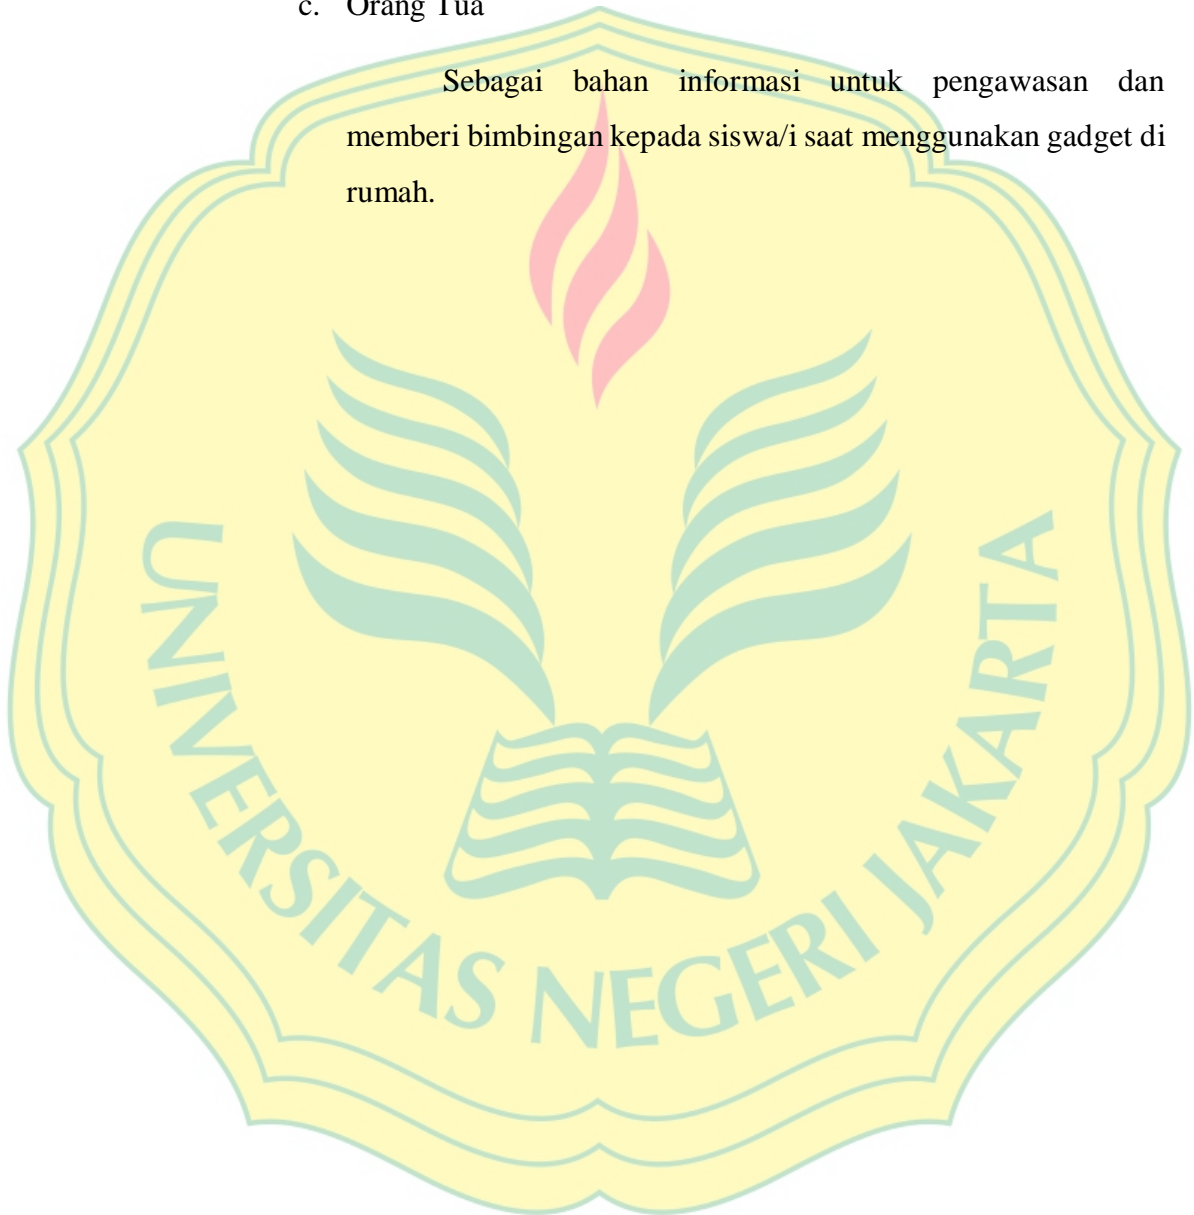 c. Orang Tua
Sebagai bahan informasi untuk pengawasan dan
memberi bimbingan kepada siswa/i saat menggunakan gadget di
rumah.
UNIVERSITAS NEGERI JAKARTA